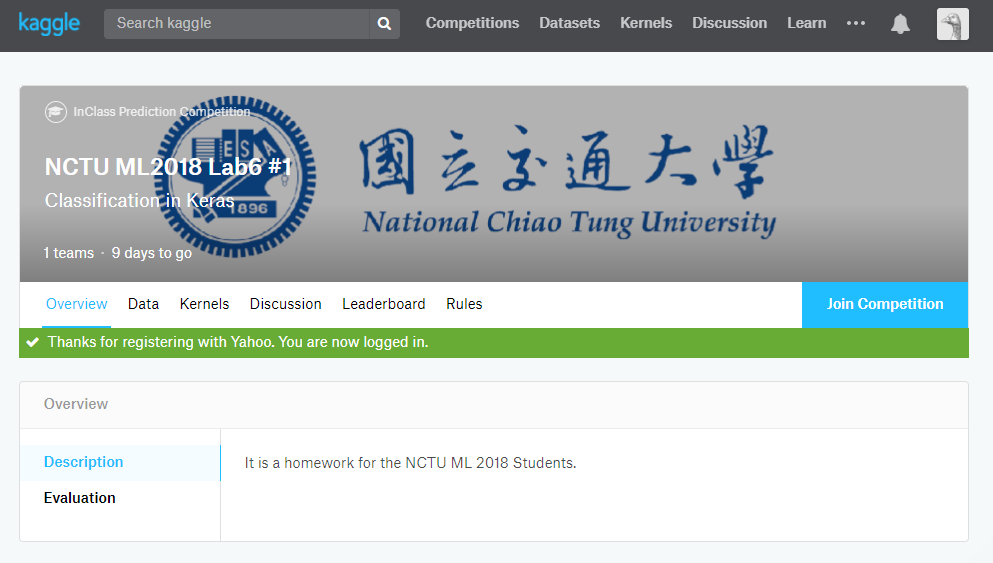 kaggle
Search kaggle
Competitions Datasets Kernels Discussion Learn
InClass Prediction Competition
NCTU ML2018 Lab6 #1
Classification in Keras
1 teams · 9 days to go
ESA
1896
國立交通大學
National Chiao Tung University
Overview Data Kernels Discussion Leaderboard Rules
Join Competition
Thanks for registering with Yahoo. You are now logged in.
Overview
Description
It is a homework for the NCTU ML 2018 Students.
Evaluation